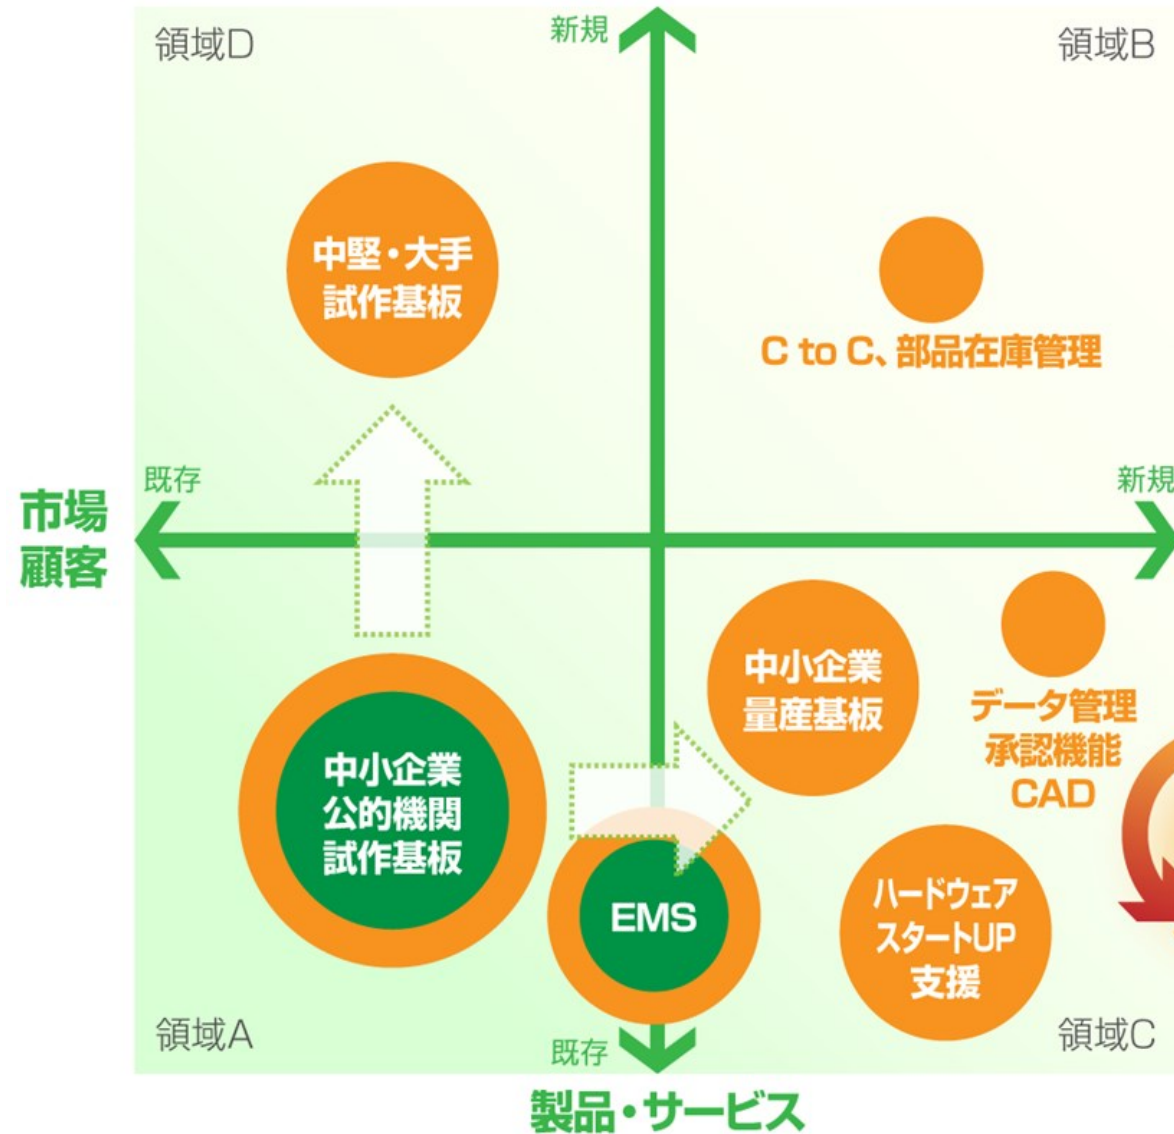 領域D
新規
領域B
中堅・大手
試作基板
C to C、部品在庫管理
既存
新規
市場
顧客
中小企業
量産基板
データ管理
承認機能
CAD
中小企業
公的機関
試作基板
EMS
ハードウェア
スタートUP
支援
領域A
既存
領域C
製品・サービス